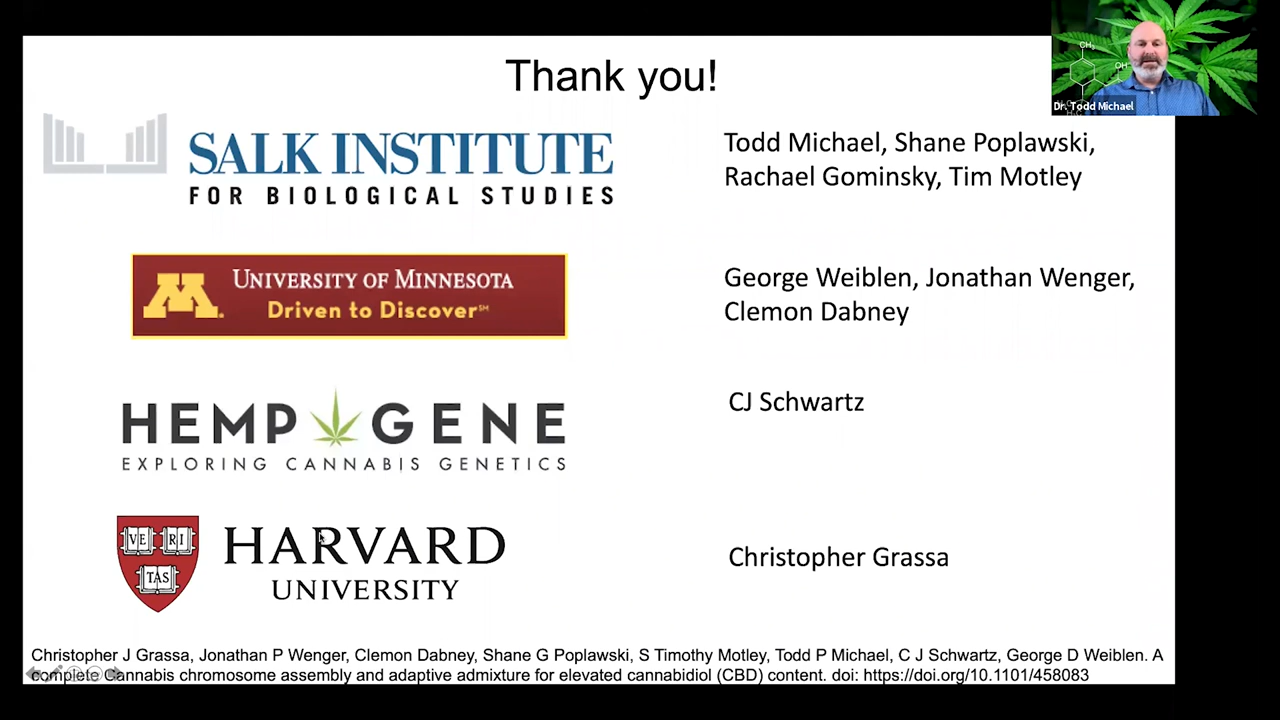 Thank you!
CH₃
OH
Dr. Todd Michael
SALK INSTITUTE
FOR BIOLOGICAL STUDIES
Todd Michael, Shane Poplawski,
Rachael Gominsky, Tim Motley
M
UNIVERSITY OF MINNESOTA
Driven to Discover℠
George Weiblen, Jonathan Wenger,
Clemon Dabney
HEMP GENE
EXPLORING CANNABIS GENETICS
CJ Schwartz
VE RI
TAS
HARVARD
UNIVERSITY
Christopher Grassa
Christopher J Grassa, Jonathan P Wenger, Clemon Dabney, Shane G Poplawski, S Timothy Motley, Todd P Michael, C J Schwartz, George D Weiblen. A
complete Cannabis chromosome assembly and adaptive admixture for elevated cannabidiol (CBD) content. doi: https://doi.org/10.1101/458083